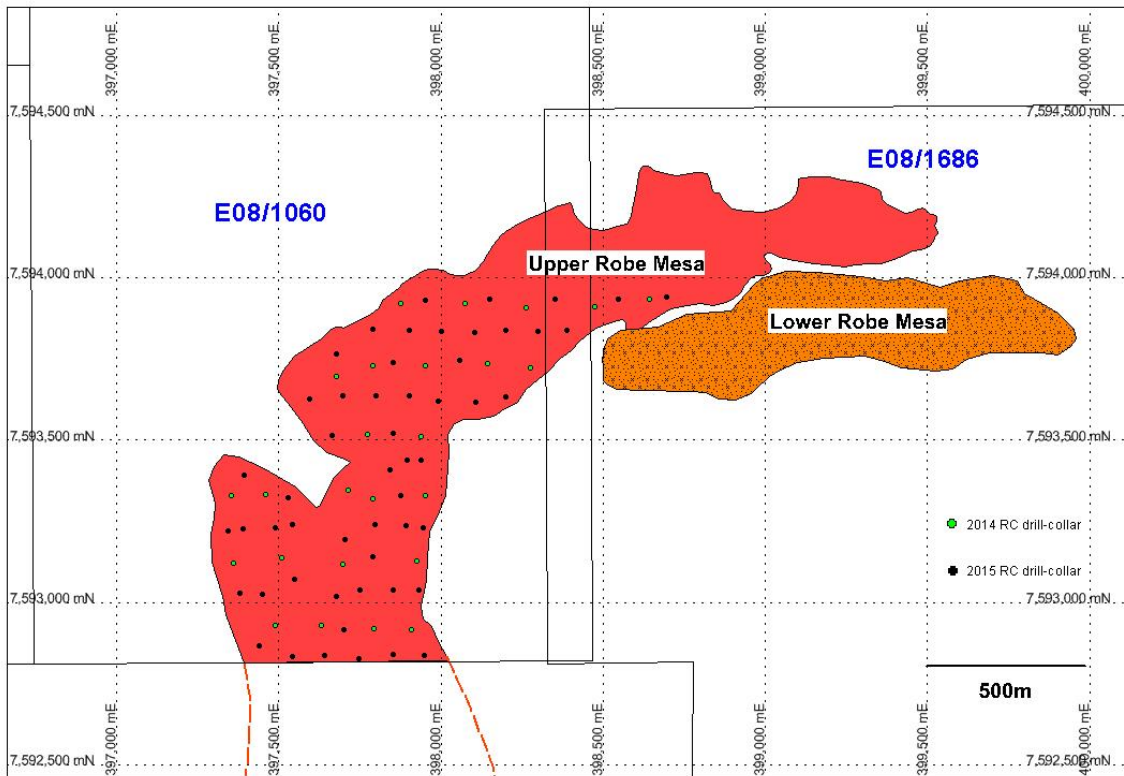 397,000 mE
397,500 mE
398,000 mE
398,500 mE
399,000 mE
399,500 mE
400,000 mE
7,594,500 mN
7,594,500 mN
E08/1686
E08/1060
Upper Robe Mesa
7,594,000 mN
7,594,000 mN
Lower Robe Mesa
7,593,500 mN
7,593,500 mN
2014 RC drill-collar
2015 RC drill-collar
7,593,000 mN
7,593,000 mN
500m
397,000 mE
397,500 mE
398,000 mE
398,500 mE
399,000 mE
399,500 mE
400,000 mE
7,592,500 mN
7,592,500 mN